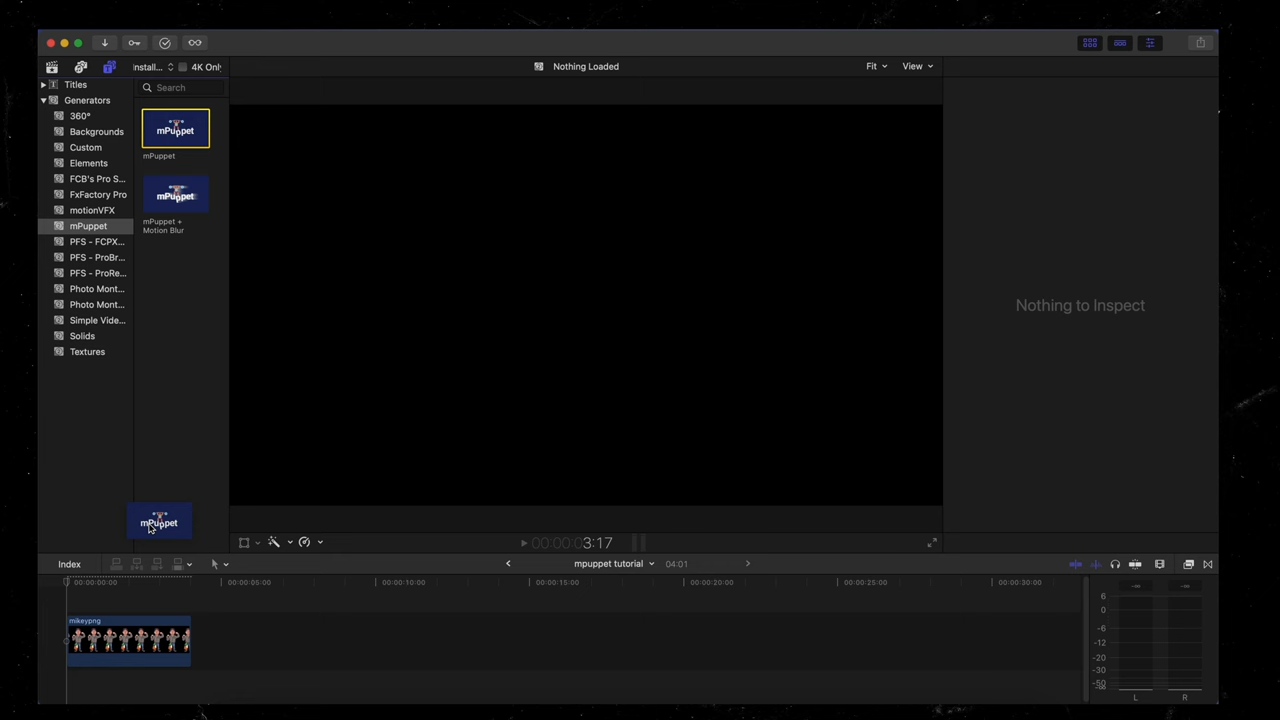 Install...
4K Only
Nothing Loaded
Fit
View
Titles
Search
Generators
360°
Backgrounds
Custom
Elements
FCB's Pro S...
FxFactory Pro
motionVFX
mPuppet
PFS - FCPX...
PFS - ProBr...
PFS - ProRe...
Photo Mont...
Photo Mont...
Simple Vide...
Solids
Textures
mPuppet
mPuppet
mPuppet
mPuppet +
Motion Blur
mPuppet
Nothing to Inspect
00:00:03:17
Index
mpuppet tutorial
04:01
00:00:00:00
00:00:05:00
00:00:10:00
00:00:15:00
00:00:20:00
00:00:25:00
00:00:30:00
mikeypng
6
0
-6
-12
-20
-30
-50
-∞
L
R